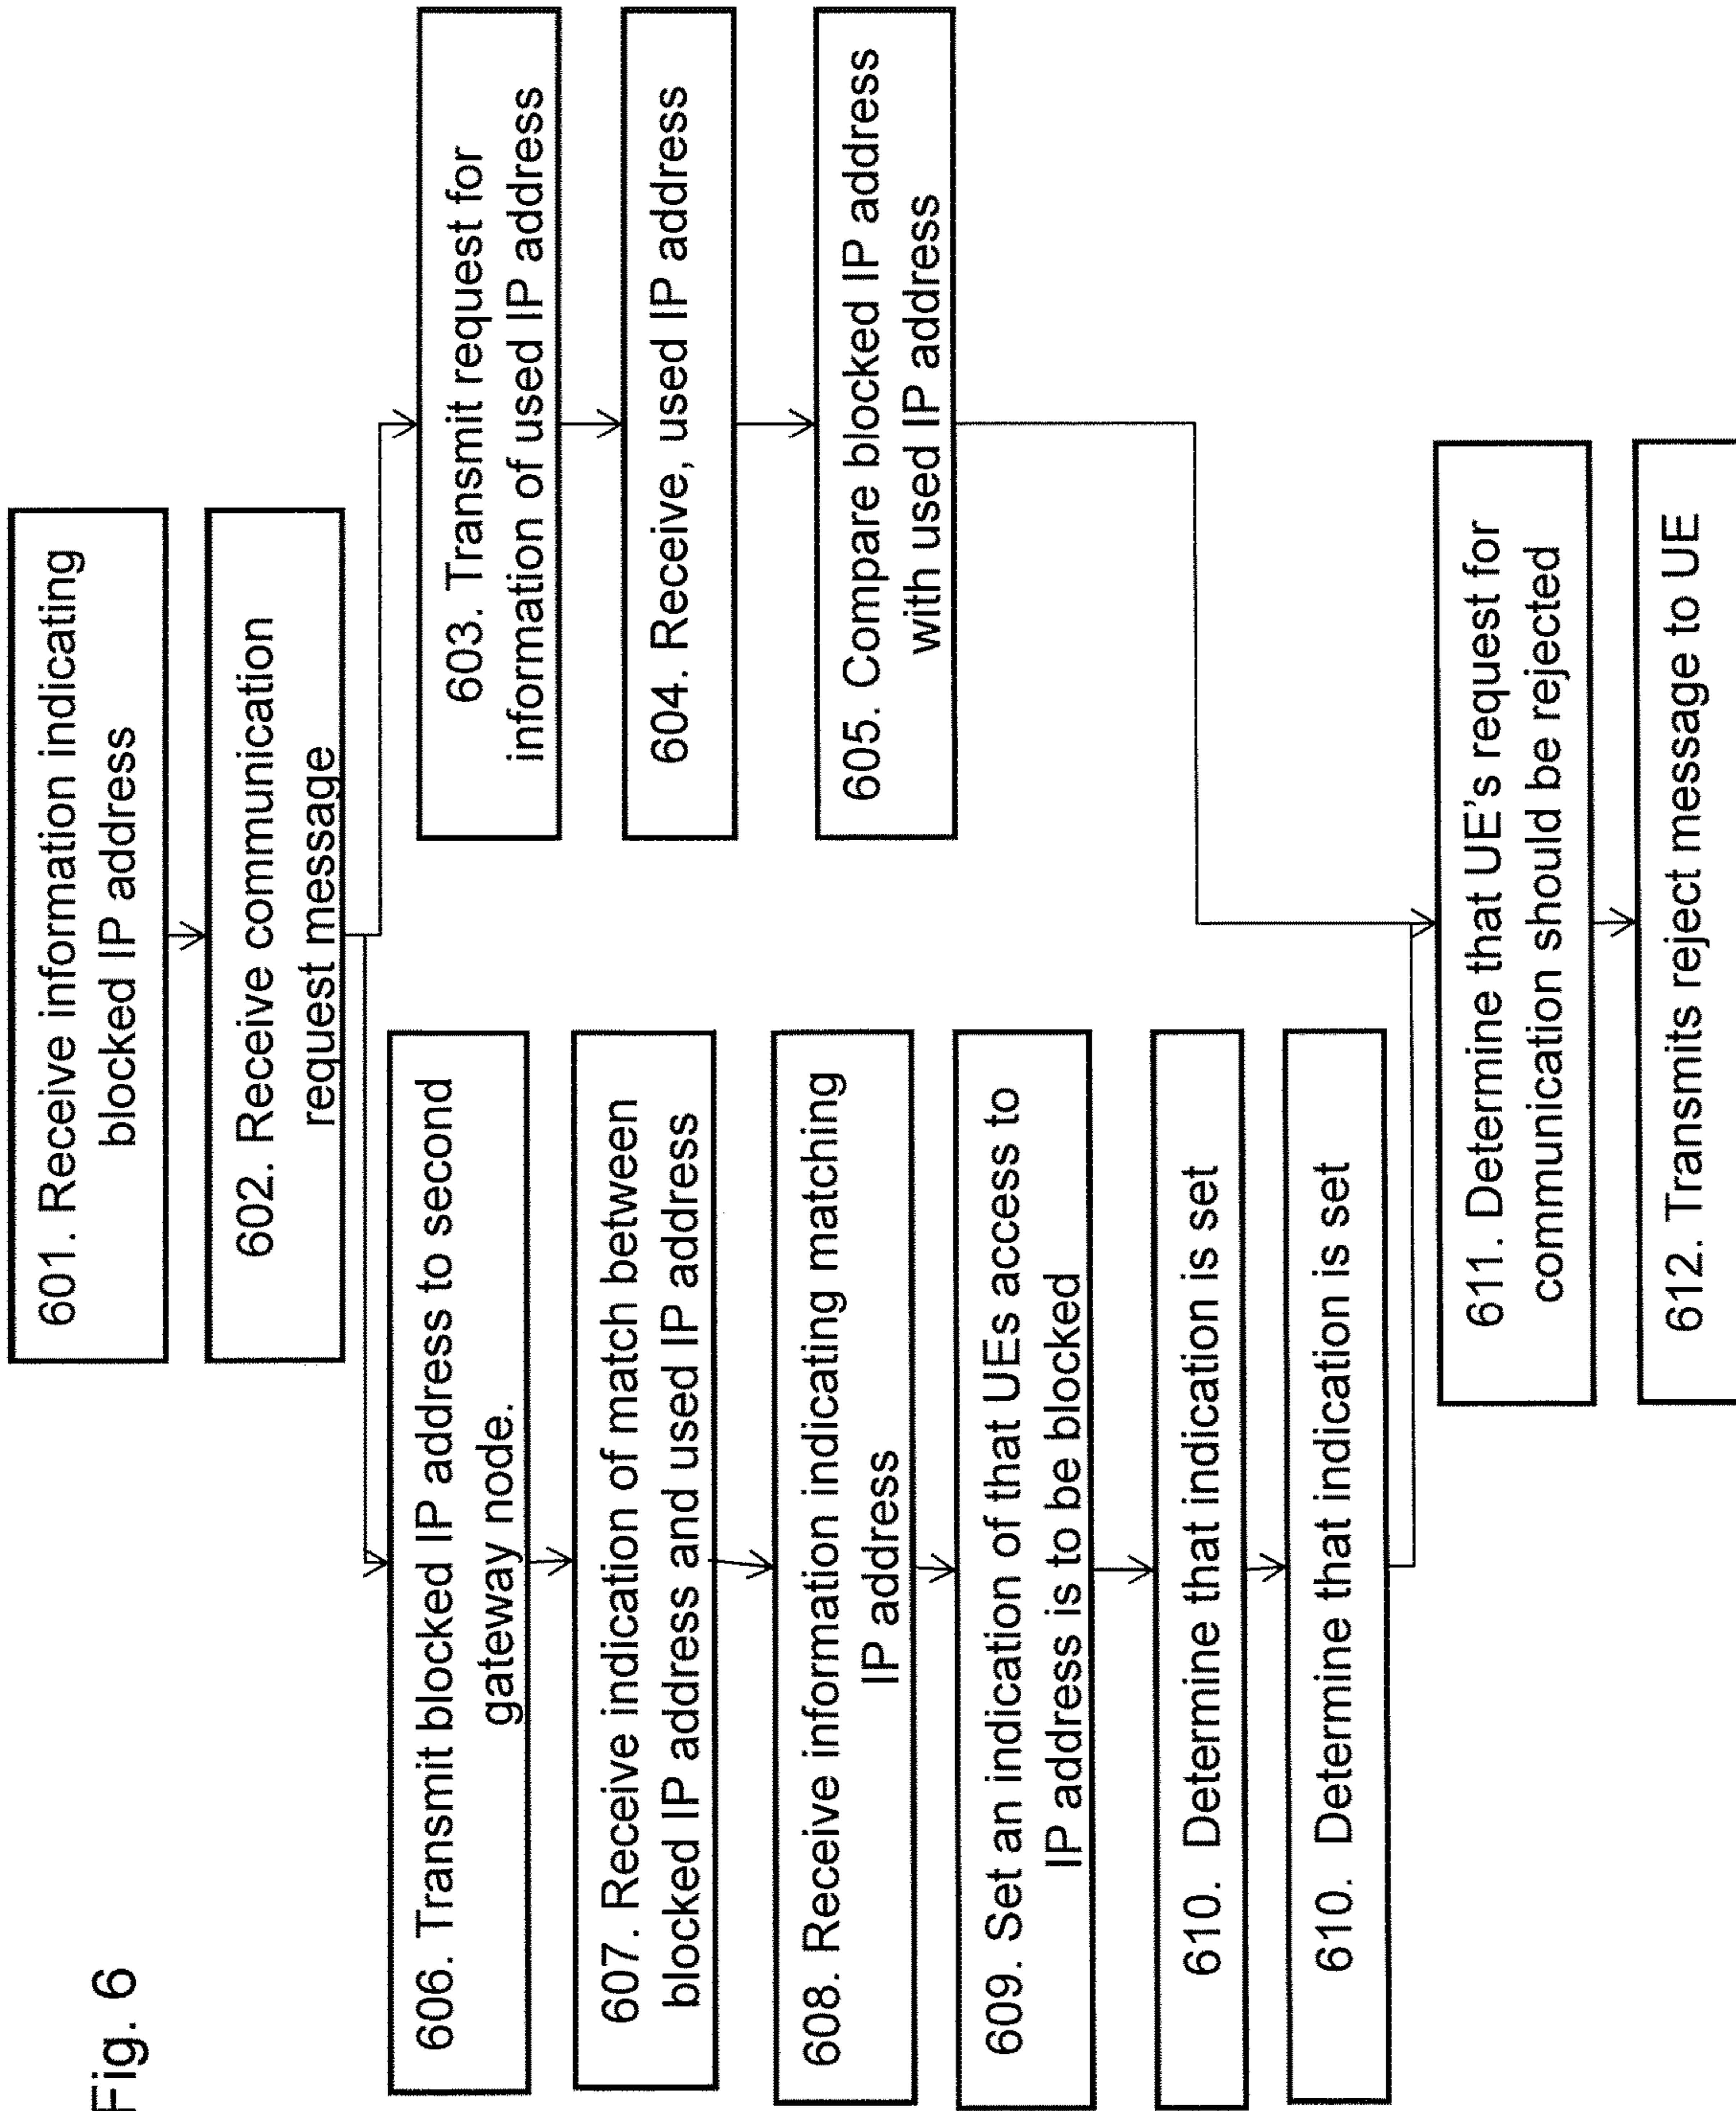 Fig. 6
601. Receive information indicating
blocked IP address
602. Receive communication
request message
603. Transmit request for
information of used IP address
604. Receive, used IP address
605. Compare blocked IP address
with used IP address
606. Transmit blocked IP address to second
gateway node.
607. Receive indication of match between
blocked IP address and used IP address
608. Receive information indicating matching
IP address
609. Set an indication of that UEs access to
IP address is to be blocked
610. Determine that indication is set
610. Determine that indication is set
611. Determine that UE's request for
communication should be rejected
612. Transmits reject message to UE